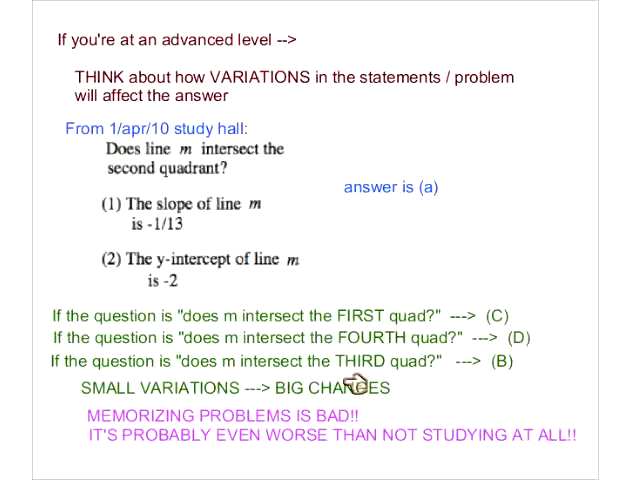 If you're at an advanced level -->
THINK about how VARIATIONS in the statements / problem
will affect the answer
From 1/apr/10 study hall:
Does line m intersect the
second quadrant?
answer is (a)
(1) The slope of line m
is -1/13
(2) The y-intercept of line m
is -2
If the question is "does m intersect the FIRST quad?" ---> (C)
If the question is "does m intersect the FOURTH quad?" ---> (D)
If the question is "does m intersect the THIRD quad?" ---> (B)
SMALL VARIATIONS ---> BIG CHANGES
MEMORIZING PROBLEMS IS BAD!!
IT'S PROBABLY EVEN WORSE THAN NOT STUDYING AT ALL!!